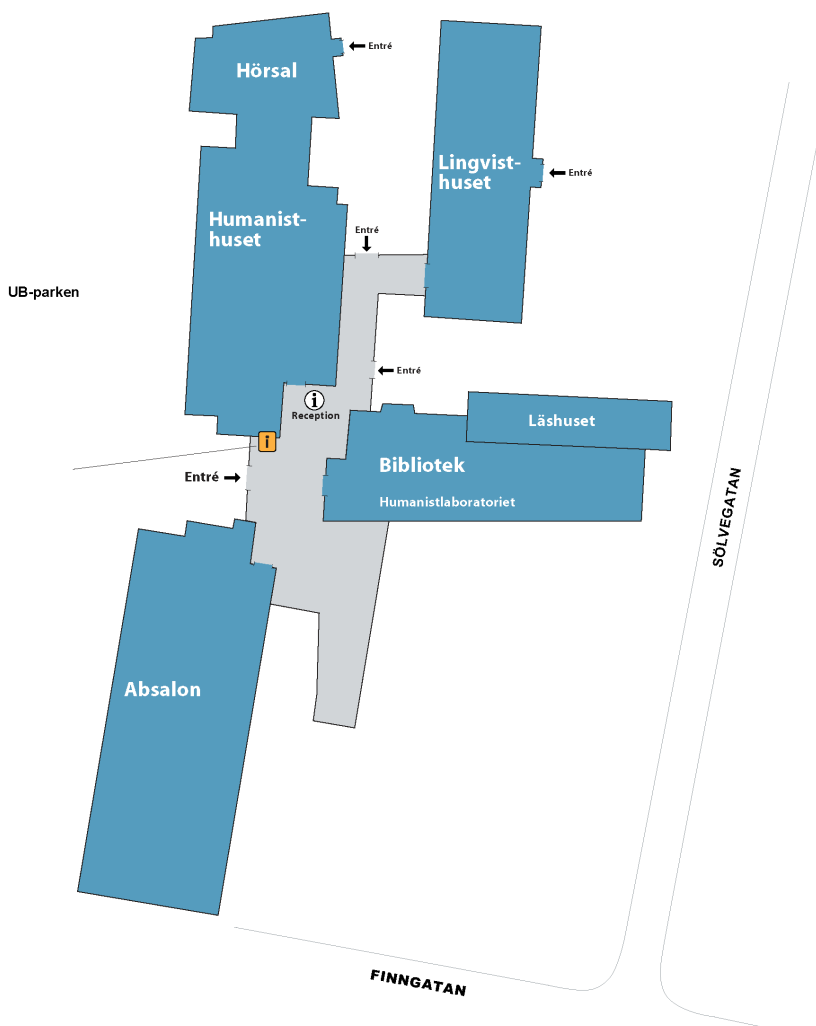 Hörsal
Entré
Lingvist-
huset
Entré
Humanist-
huset
Entré
UB-parken
Entré
i
Reception
Läshuset
i
Bibliotek
Entré
Humanistlaboratoriet
SÖLVEGATAN
Absalon
FINNGATAN